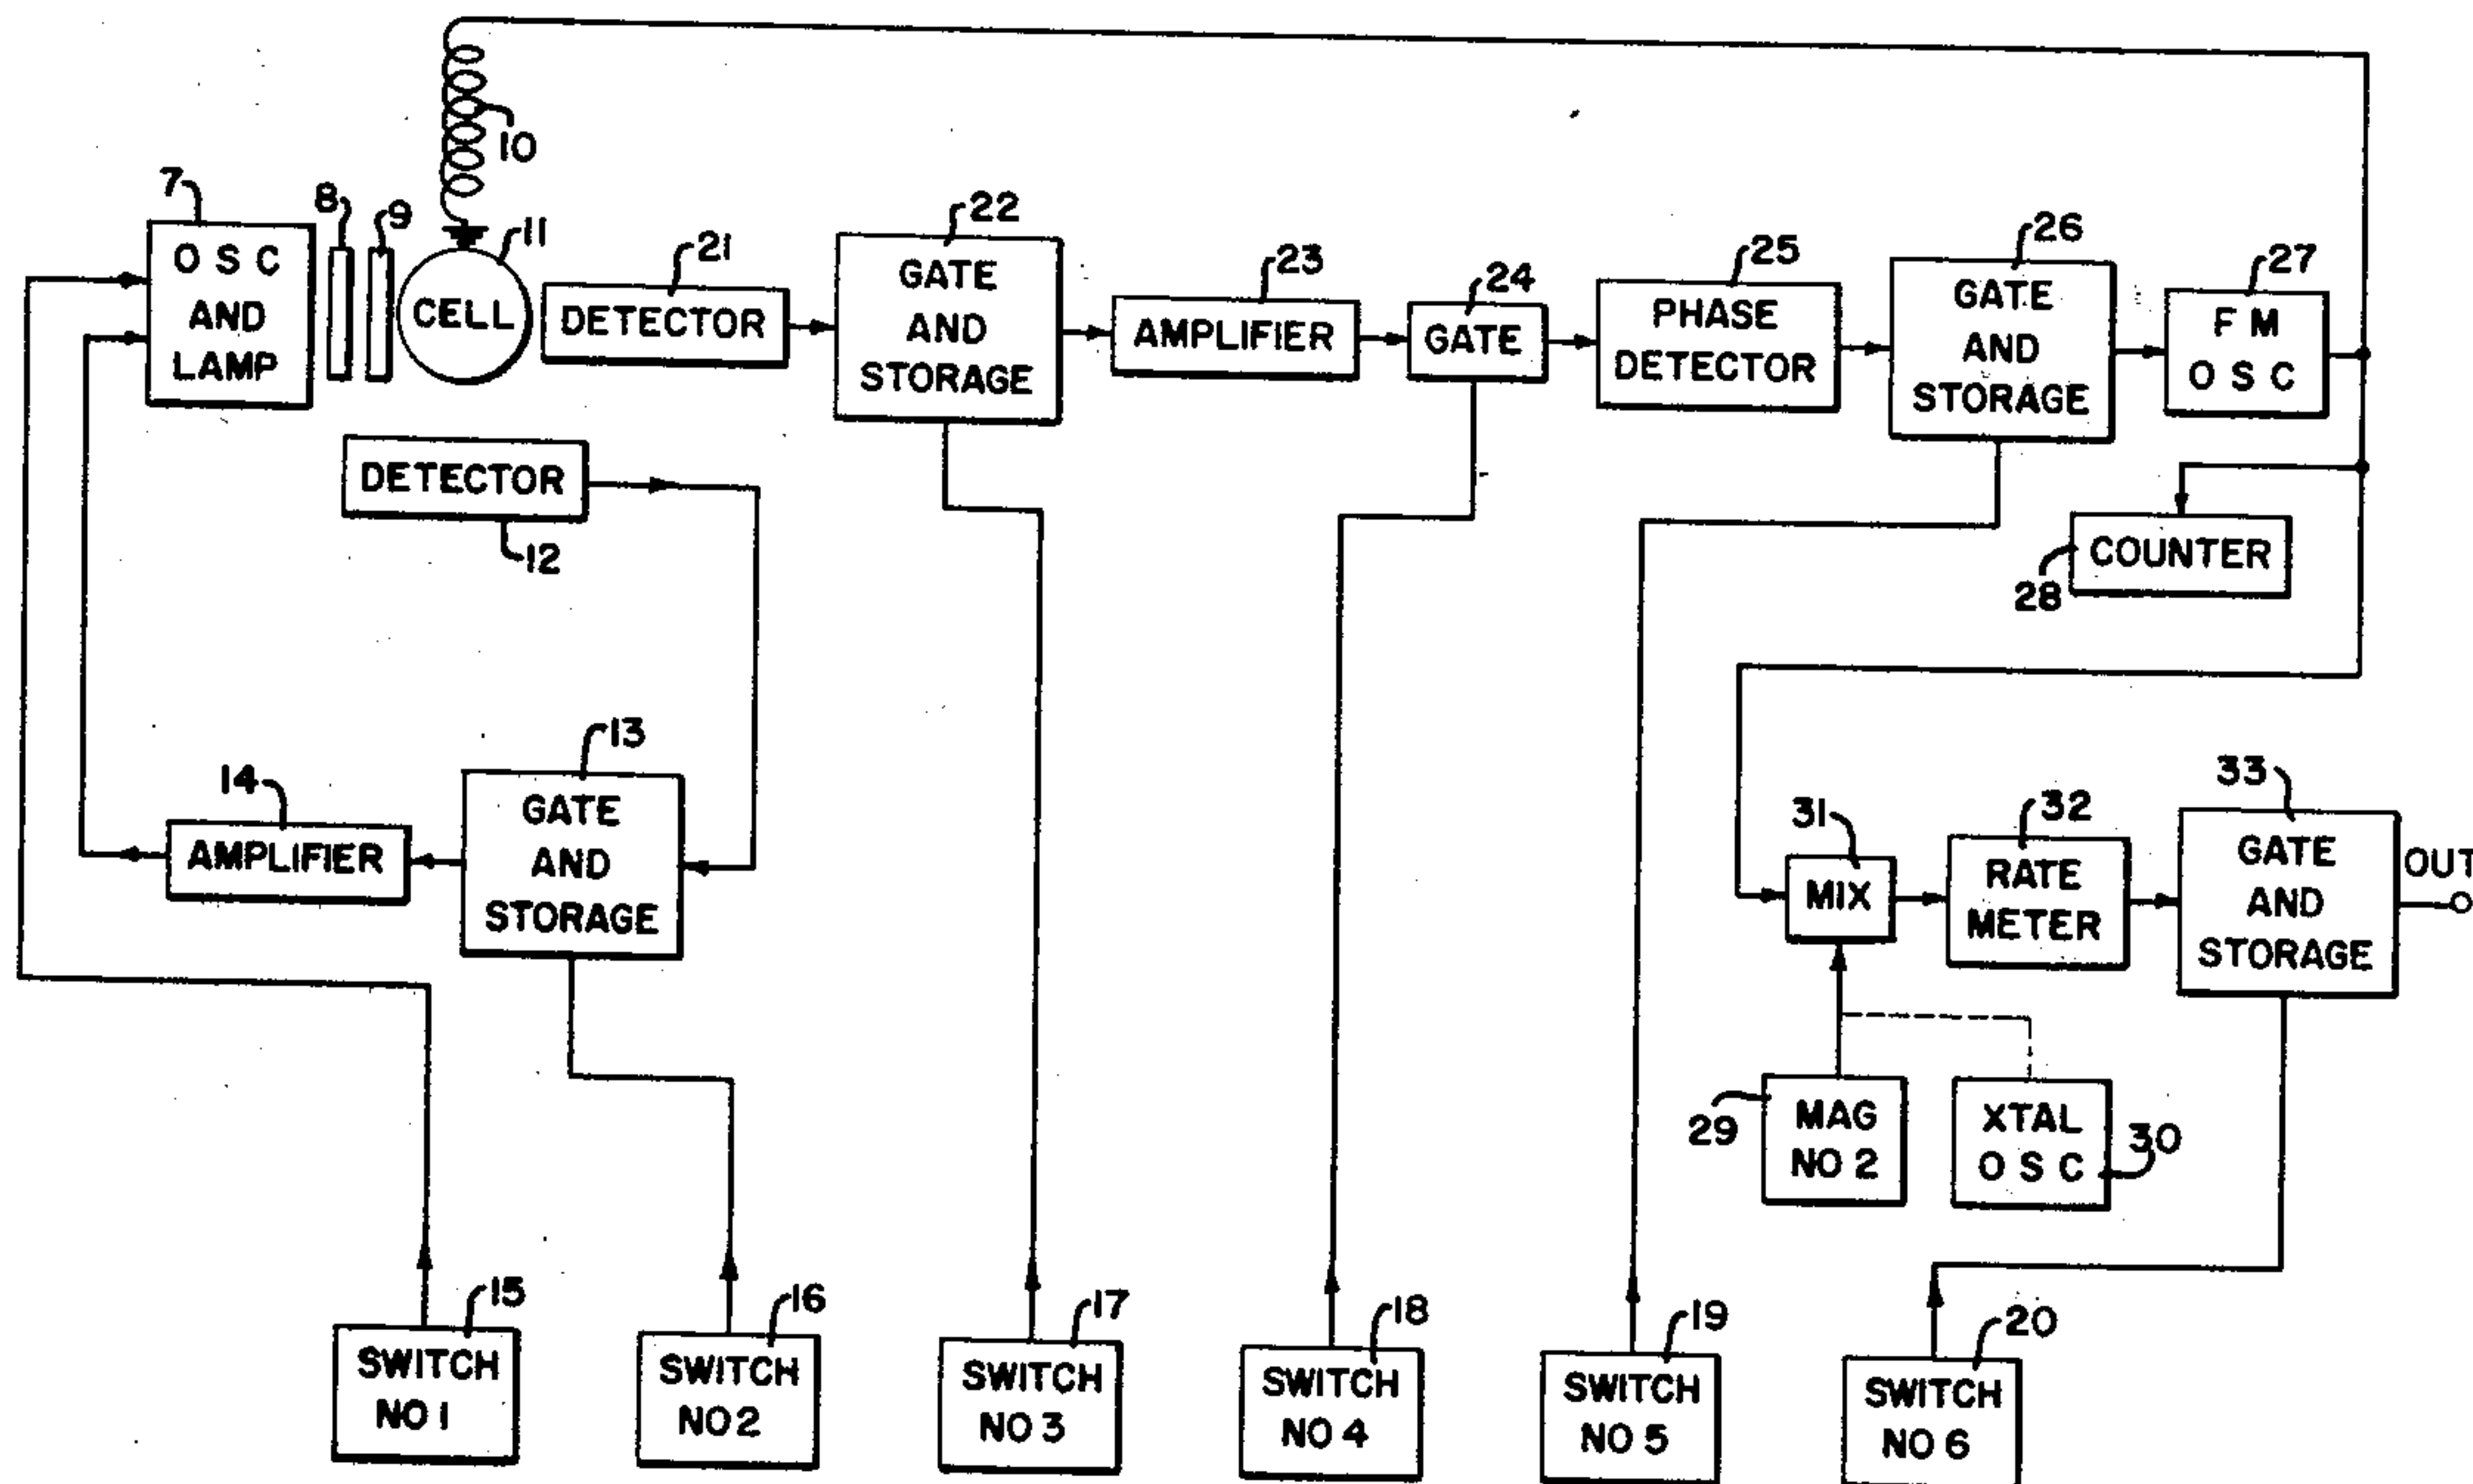 10
7
8
9
11
OSC
AND
LAMP
CELL
21
DETECTOR
22
GATE
AND
STORAGE
23
AMPLIFIER
24
GATE
25
PHASE
DETECTOR
26
GATE
AND
STORAGE
27
FM
OSC
DETECTOR
12
COUNTER
28
13
GATE
AND
STORAGE
14
AMPLIFIER
31
MIX
32
RATE
METER
33
GATE
AND
STORAGE
OUT
29
MAG
NO 2
XTAL
OSC
30
15
SWITCH
NO 1
16
SWITCH
NO 2
17
SWITCH
NO 3
18
SWITCH
NO 4
19
SWITCH
NO 5
20
SWITCH
NO 6